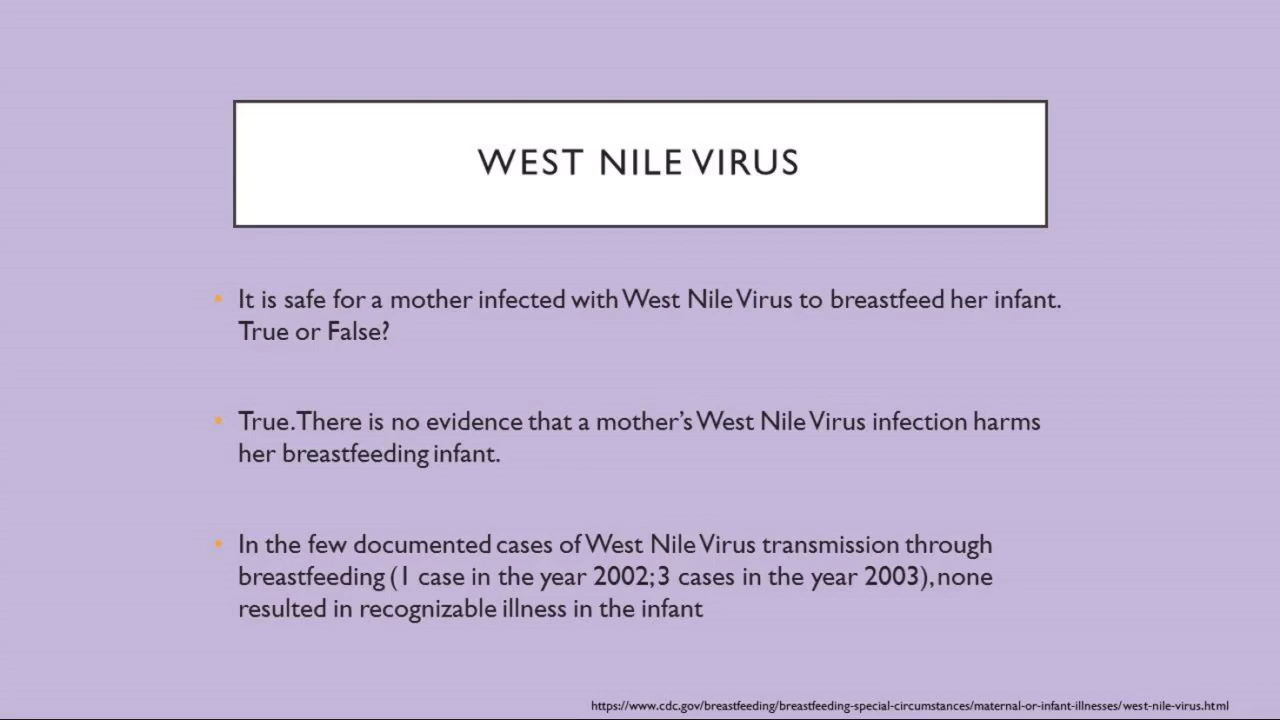 WEST NILE VIRUS
• It is safe for a mother infected with West Nile Virus to breastfeed her infant.
True or False?
• True. There is no evidence that a mother’s West Nile Virus infection harms
her breastfeeding infant.
• In the few documented cases of West Nile Virus transmission through
breastfeeding (1 case in the year 2002; 3 cases in the year 2003), none
resulted in recognizable illness in the infant
https://www.cdc.gov/breastfeeding/breastfeeding-special-circumstances/maternal-or-infant-illnesses/west-nile-virus.html